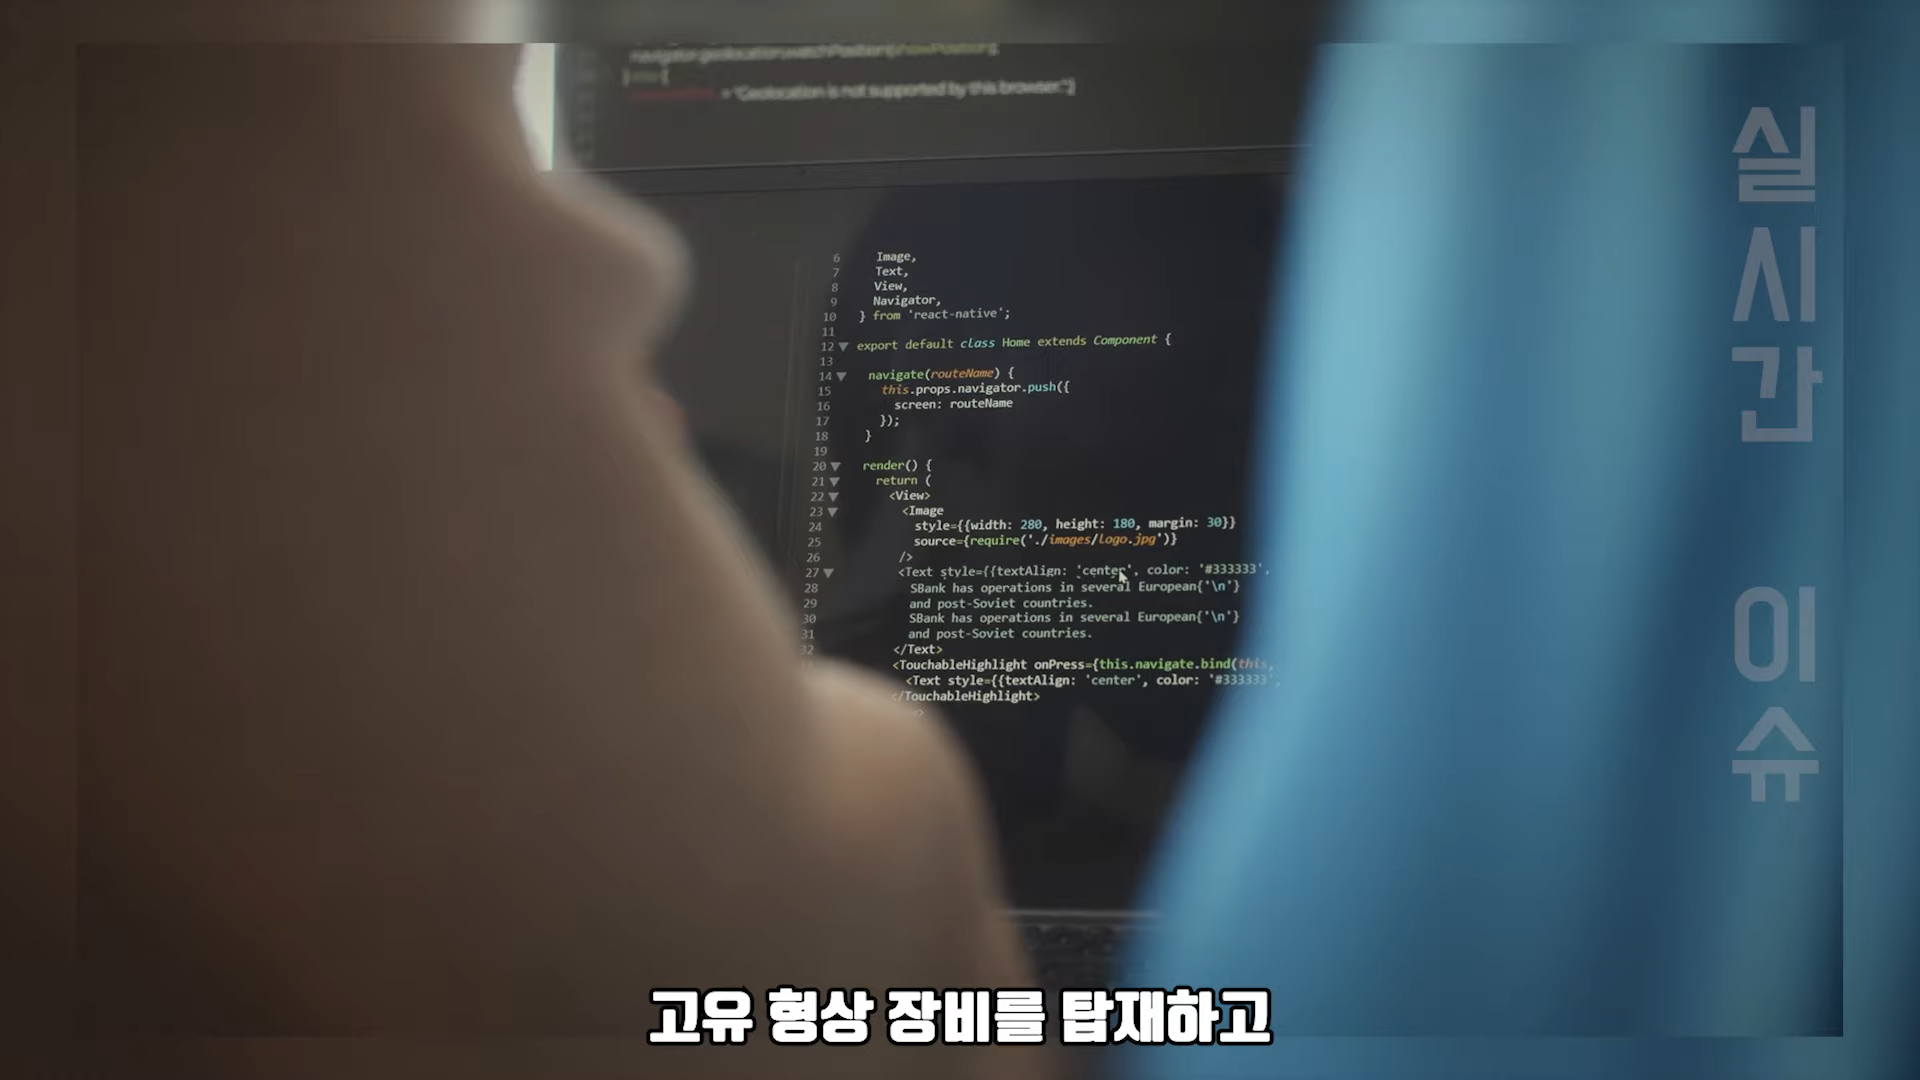 navigator.geolocation.watchPosition(showPosition);
} else {
= "Geolocation is not supported by this browser.";}
6 Image,
7 Text,
8 View,
9 Navigator,
10 } from 'react-native';
11
12 export default class Home extends Component {
13
14 navigate(routeName) {
15 this.props.navigator.push({
16 screen: routeName
17 });
18 }
19
20 render() {
21 return (
22 <View>
23 <Image
24 style={{width: 280, height: 180, margin: 30}}
25 source={require('./images/logo.jpg')}
26 />
27 <Text style={{textAlign: 'center', color: '#333333',
28 SBank has operations in several European{'\n'}
29 and post-Soviet countries.
30 SBank has operations in several European{'\n'}
31 and post-Soviet countries.
32 </Text>
<TouchableHighlight onPress={this.navigate.bind(this,
<Text style={{textAlign: 'center', color: '#333333',
</TouchableHighlight>
실시간 이슈
고유 형상 장비를 탑재하고